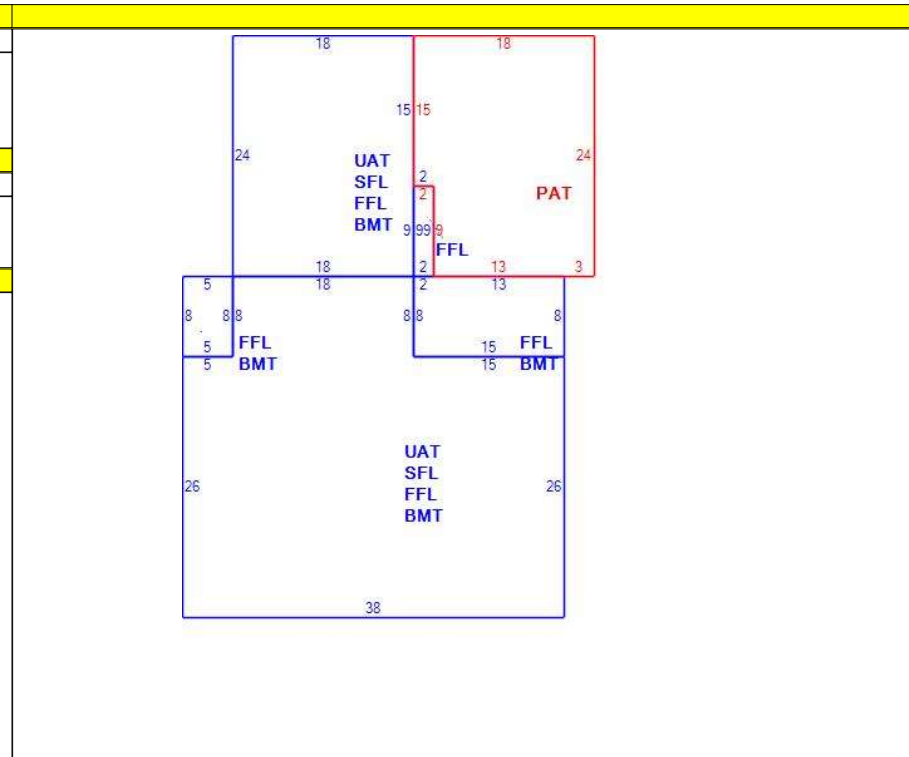 18 18
15 15
24 24
UAT
SFL
FFL
BMT
2
2
PAT
9 99 9
FFL
18 2 13 3
5 18 2 13
8 8 8 8 8 8
5 FFL 15 FFL
5 BMT 15 BMT
UAT
SFL
FFL
BMT
26 26
38